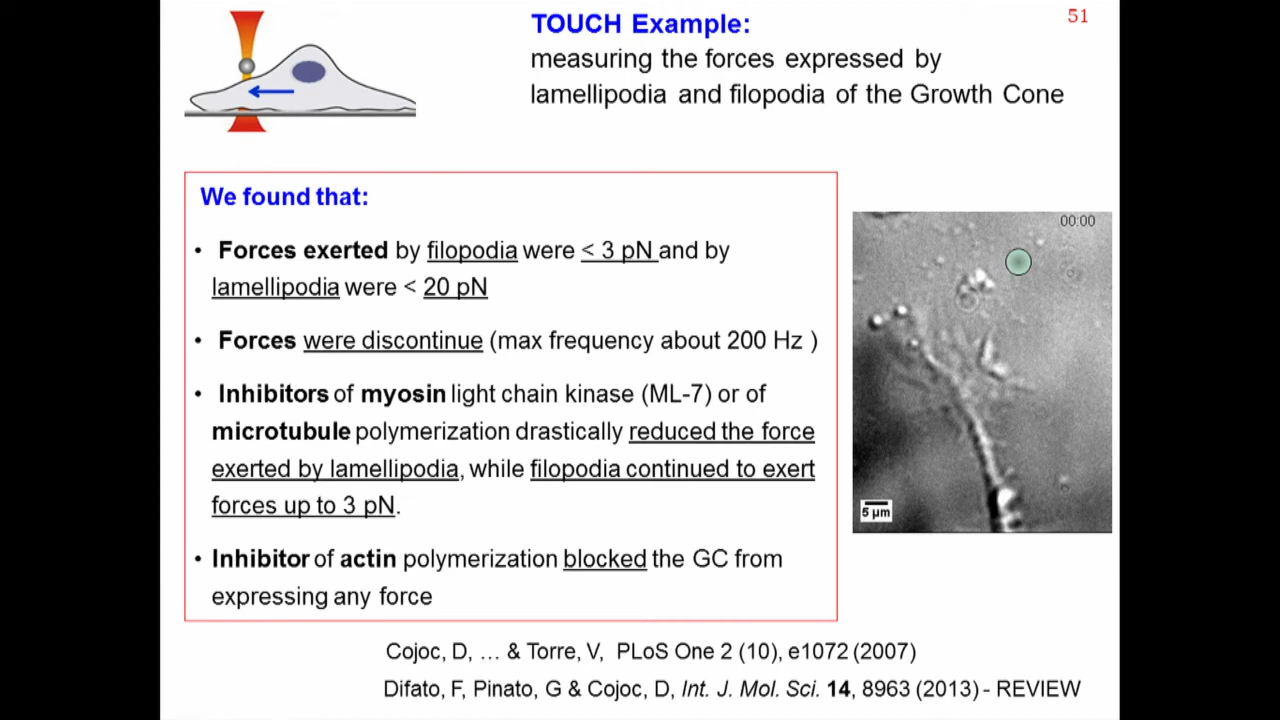 51
TOUCH Example:
measuring the forces expressed by
lamellipodia and filopodia of the Growth Cone
We found that:
• Forces exerted by filopodia were < 3 pN and by
lamellipodia were < 20 pN
• Forces were discontinue (max frequency about 200 Hz )
• Inhibitors of myosin light chain kinase (ML-7) or of
microtubule polymerization drastically reduced the force
exerted by lamellipodia, while filopodia continued to exert
forces up to 3 pN.
• Inhibitor of actin polymerization blocked the GC from
expressing any force
00:00
5 µm
Cojoc, D, … & Torre, V, PLoS One 2 (10), e1072 (2007)
Difato, F, Pinato, G & Cojoc, D, Int. J. Mol. Sci. 14, 8963 (2013) - REVIEW